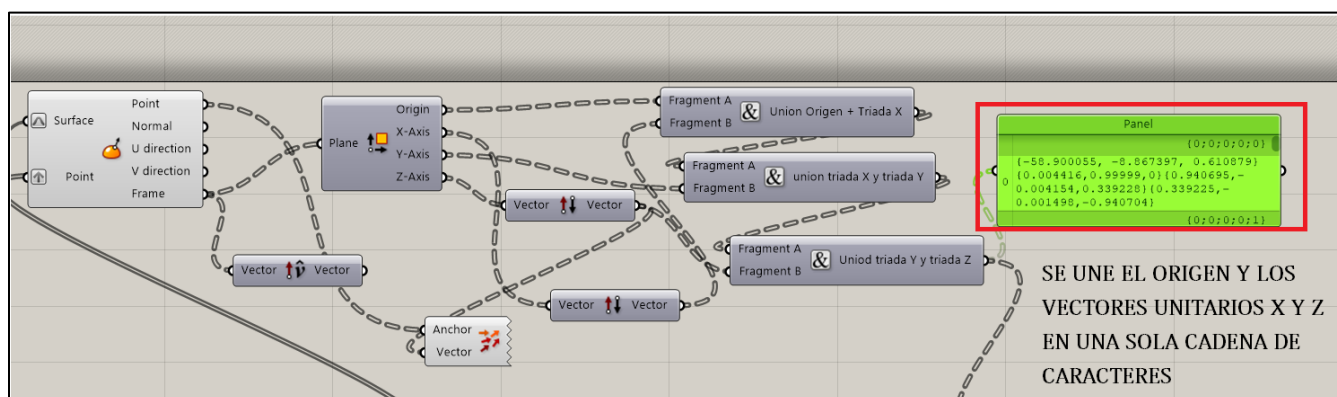 Surface
Point
Point
Normal
U direction
V direction
Frame
Plane
Origin
X-Axis
Y-Axis
Z-Axis
Vector
Vector
Vector
Vector
Vector
Vector
Anchor
Vector
Fragment A
Fragment B
&
Union Origen + Triada X
Fragment A
Fragment B
&
union triada X y triada Y
Fragment A
Fragment B
&
Uniod triada Y y triada Z
Panel
{0;0;0;0;0}
0
{-58.900055, -8.867397, 0.610879}
{0.004416,0.99999,0}{0.940695,-
0.004154,0.339228}{0.339225,-
0.001498,-0.940704}
{0;0;0;0;1}
SE UNE EL ORIGEN Y LOS
VECTORES UNITARIOS X Y Z
EN UNA SOLA CADENA DE
CARACTERES